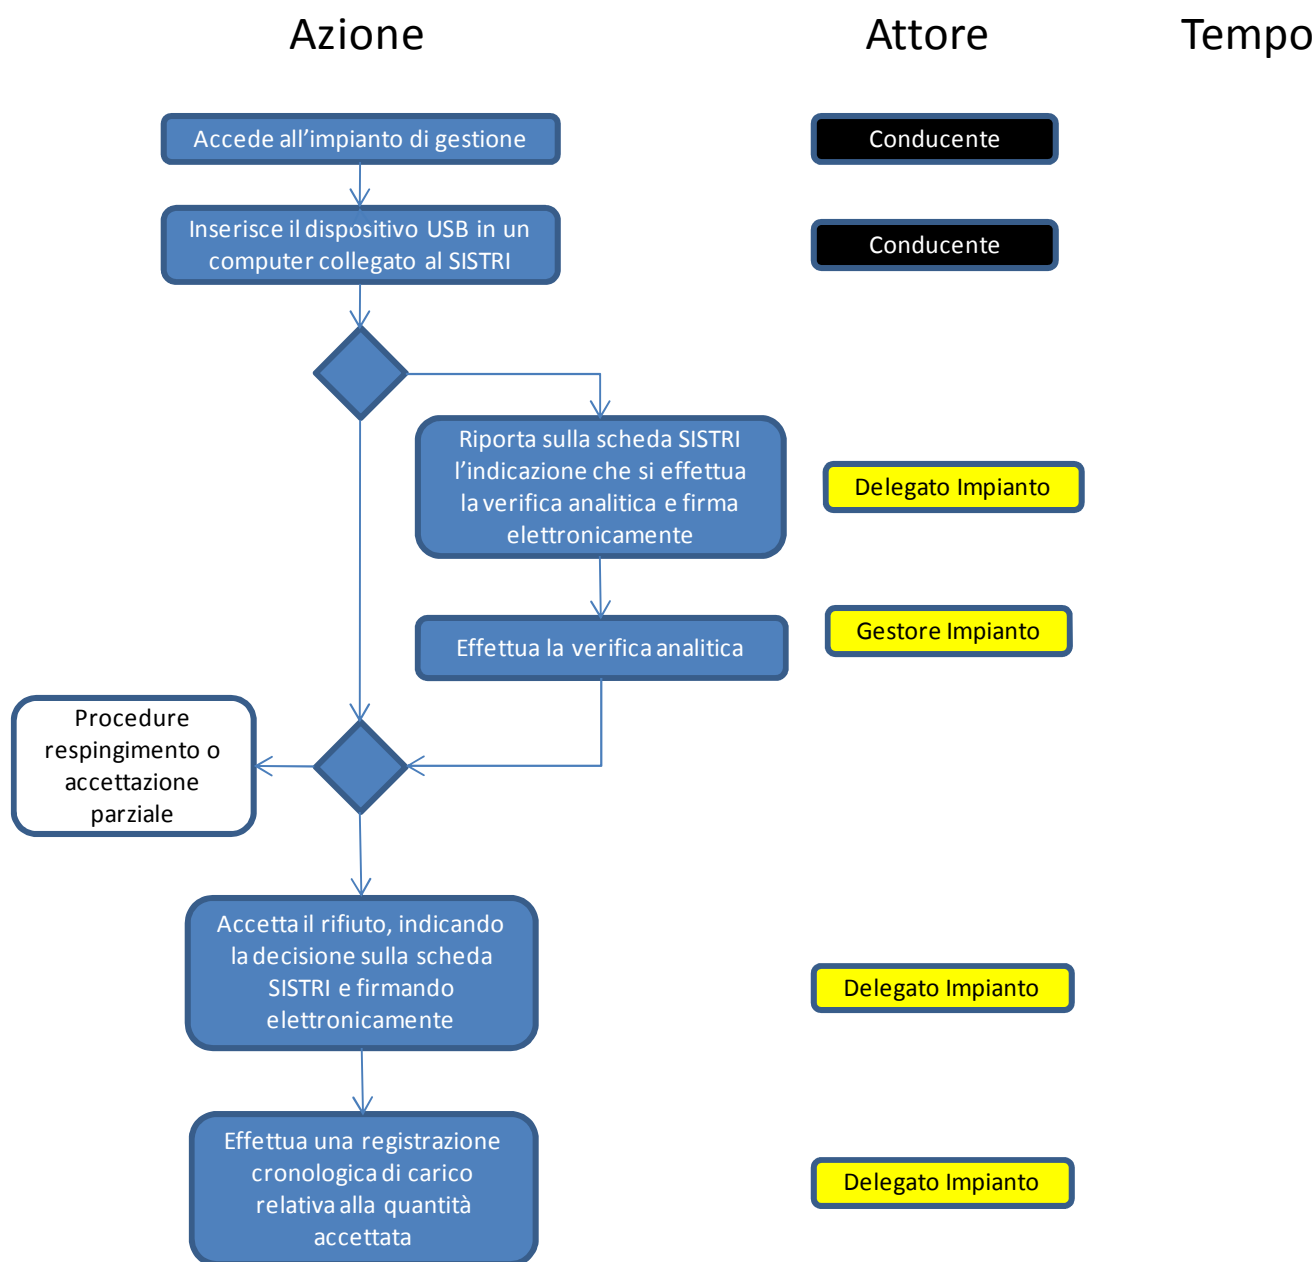 Azione
Attore
Tempo
Accede all’impianto di gestione
Conducente
Inserisce il dispositivo USB in un
computer collegato al SISTRI
Conducente
Riporta sulla scheda SISTRI
l’indicazione che si effettua
la verifica analitica e firma
elettronicamente
Delegato Impianto
Effettua la verifica analitica
Gestore Impianto
Procedure
respingimento o
accettazione
parziale
Accetta il rifiuto, indicando
la decisione sulla scheda
SISTRI e firmando
elettronicamente
Delegato Impianto
Effettua una registrazione
cronologica di carico
relativa alla quantità
accettata
Delegato Impianto